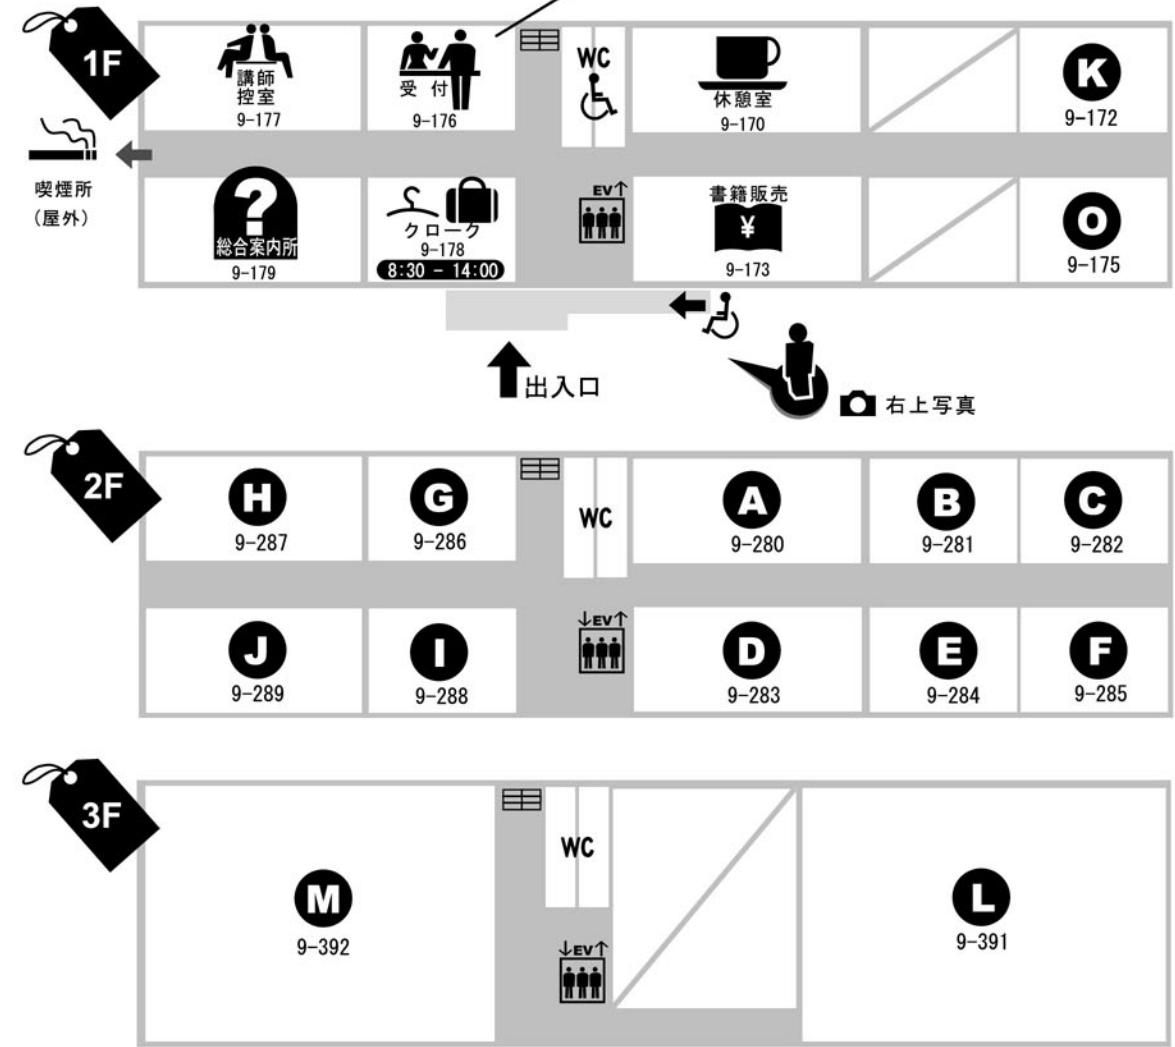 1F
講師
控室
9-177
受 付
9-176
WC
休憩室
9-170
K
9-172
喫煙所
(屋外)
?
総合案内所
9-179
クローク
9-178
8:30 - 14:00
EV↑
書籍販売
¥
9-173
O
9-175
出入口
右上写真
2F
H
9-287
G
9-286
WC
A
9-280
B
9-281
C
9-282
J
9-289
I
9-288
↓EV↑
D
9-283
E
9-284
F
9-285
3F
M
9-392
WC
↓EV↑
L
9-391